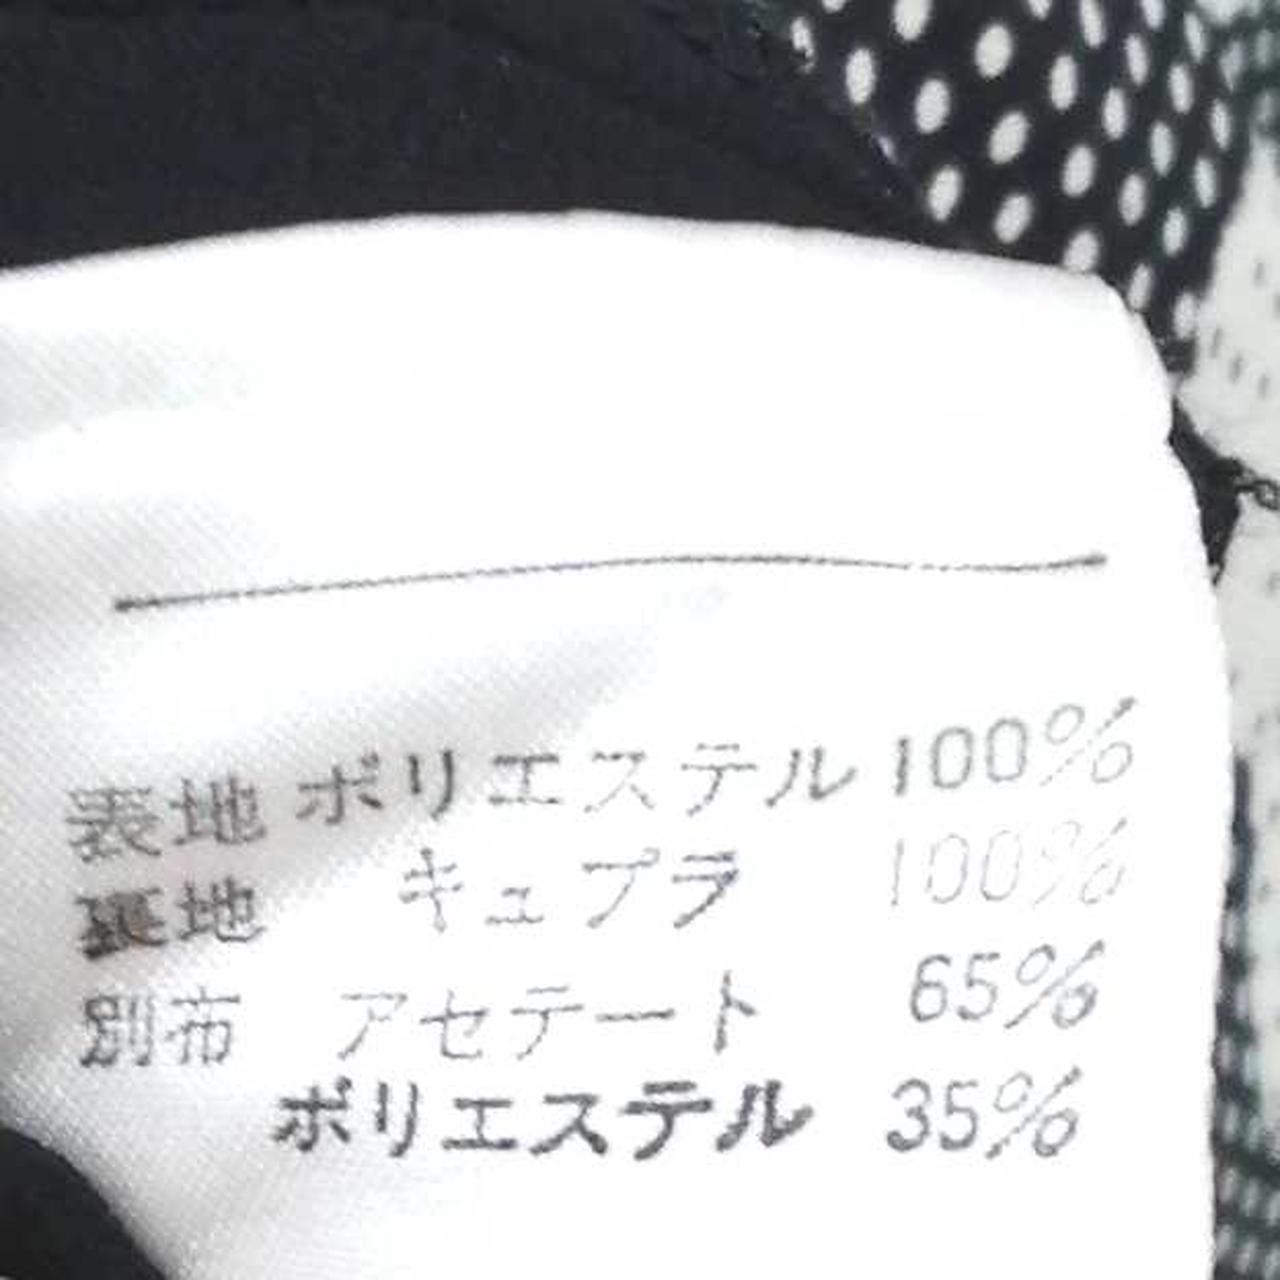 表地 ポリエステル 100%
裏地 キュプラ 100%
別布 アセテート 65%
ポリエステル 35%